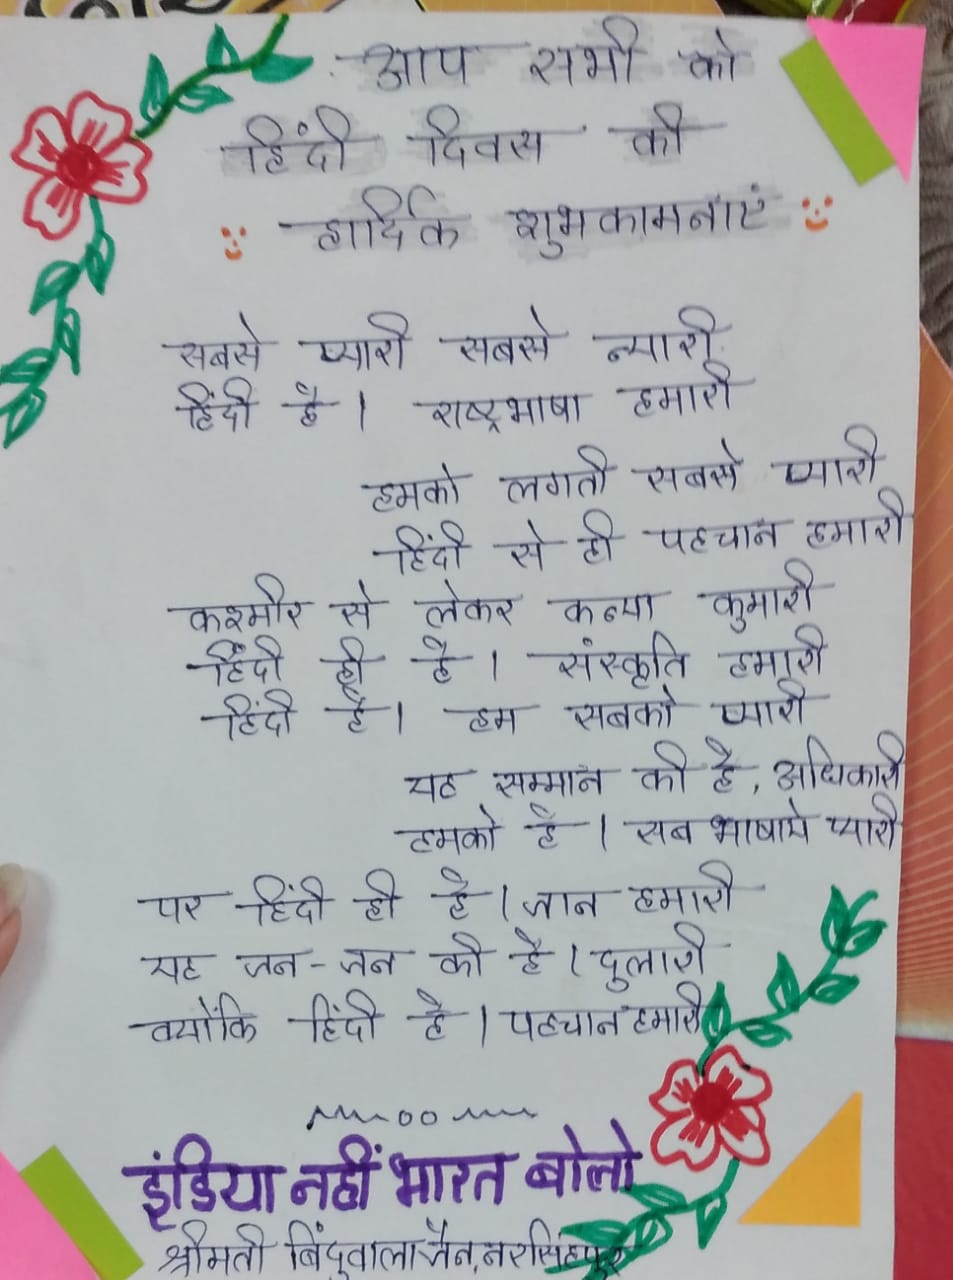 आप सभी को
हिंदी दिवस की
हार्दिक शुभकामनाएं
सबसे प्यारी सबसे न्यारी
हिंदी है। राष्ट्रभाषा हमारी
हमको लगती सबसे प्यारी
हिंदी से ही पहचान हमारी
कश्मीर से लेकर कन्या कुमारी
हिंदी ही है। संस्कृति हमारी
हिंदी है। हम सबको प्यारी
यह सम्मान की है, अधिकारी
हमको है। सब भाषाये प्यारी
पर हिंदी ही है। जान हमारी
यह जन-जन की है। दुलारी
क्योंकि हिंदी है। पहचान हमारी
इंडिया नहीं भारत बोलो
श्रीमती बिंदुवाला जैन, नरसिंहपुर